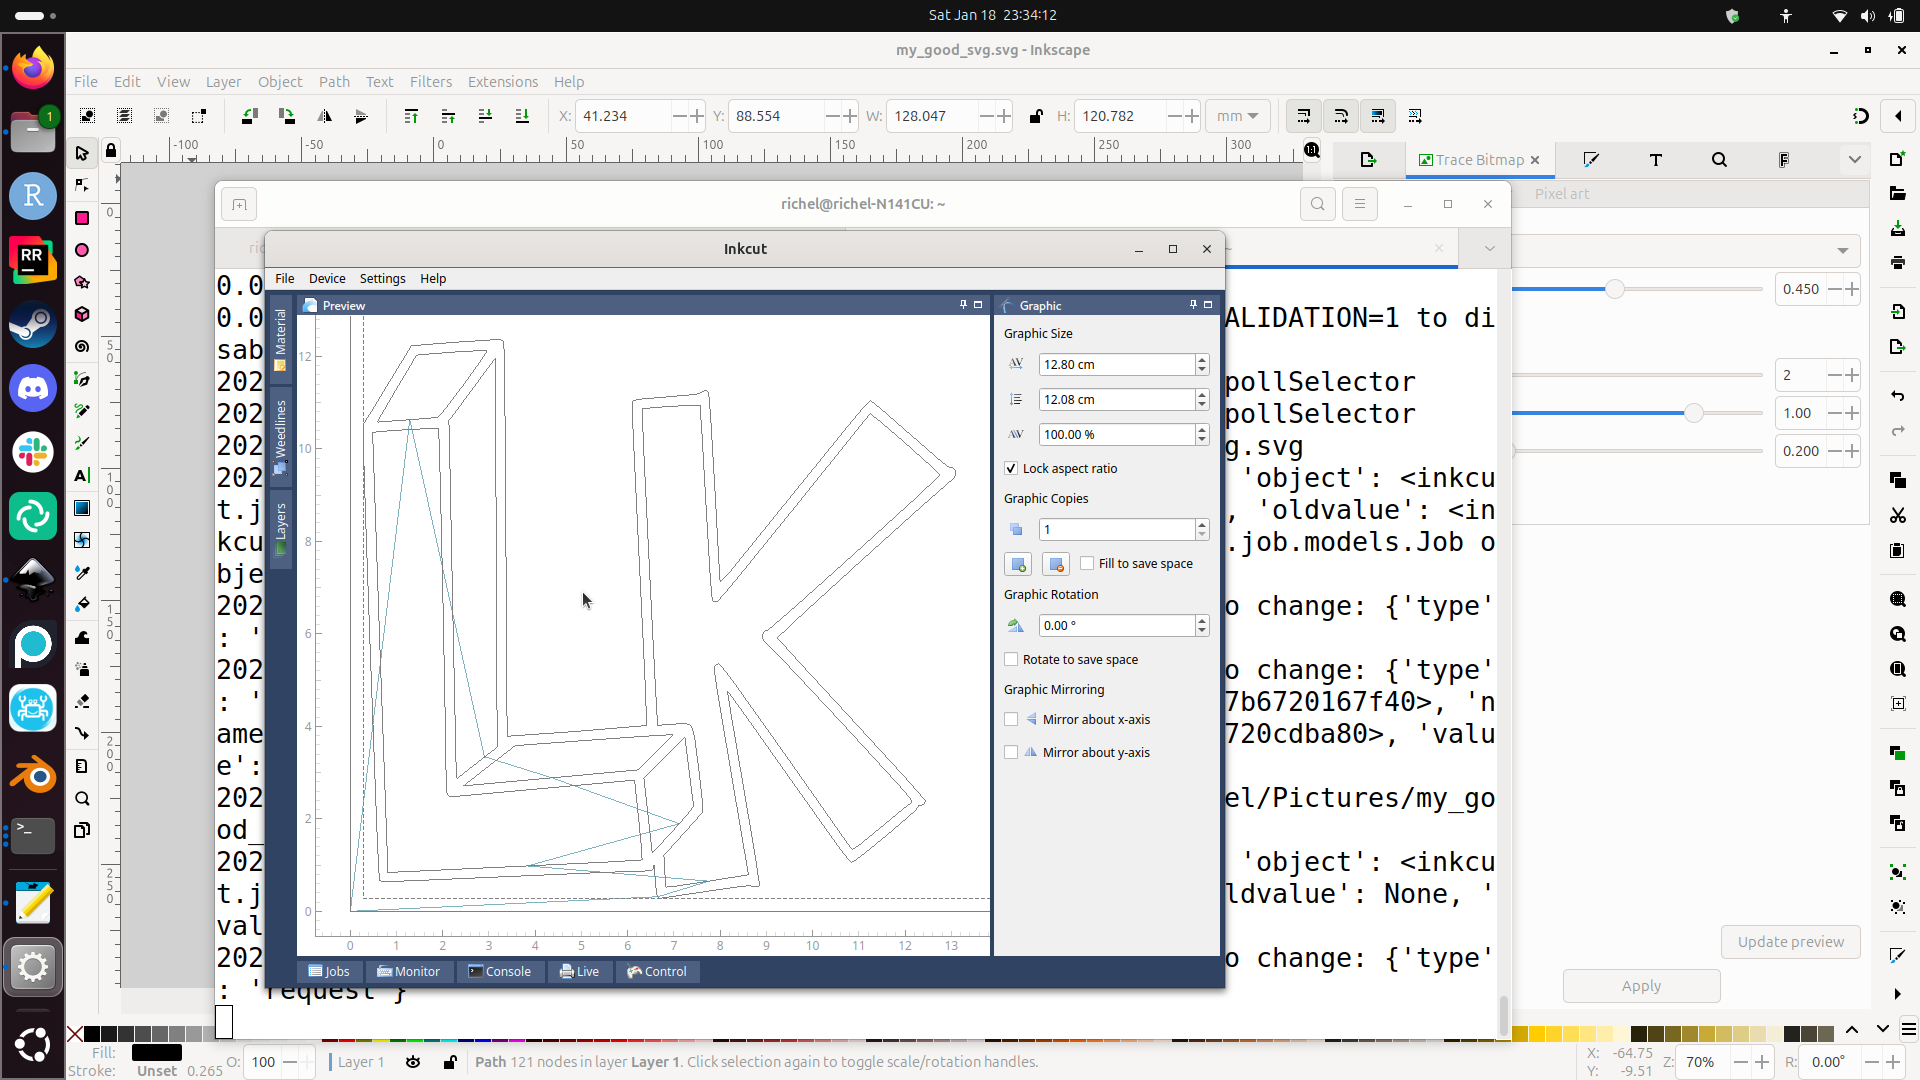 Sat Jan 18  23:34:12
my_good_svg.svg - Inkscape
File Edit View Layer Object Path Text Filters Extensions Help
X: 41.234 Y: 88.554 W: 128.047 H: 120.782 mm
-100 -50 0 50 100 150 200 250 300
Trace Bitmap
Pixel art
richel@richel-N141CU: ~
Inkcut
File Device Settings Help
Preview
Graphic
Material
Weedlines
Layers
Graphic Size
12.80 cm
12.08 cm
100.00 %
Lock aspect ratio
Graphic Copies
1
Fill to save space
Graphic Rotation
0.00 °
Rotate to save space
Graphic Mirroring
Mirror about x-axis
Mirror about y-axis
12
10
8
6
4
2
0
0 1 2 3 4 5 6 7 8 9 10 11 12 13
Jobs Monitor Console Live Control
0.0
0.0 ALIDATION=1 to di
sab
202 pollSelector
202 pollSelector
202 g.svg
202 'object': <inkcu
t.j , 'oldvalue': <in
kcu .job.models.Job o
bje
202 o change: {'type'
: '
202 o change: {'type'
: ' 7b6720167f40>, 'n
ame 720cdba80>, 'valu
e':
202 el/Pictures/my_go
od_
202 'object': <inkcu
t.j ldvalue': None, '
val
202 o change: {'type'
: 'request'}
0.450
2
1.00
0.200
Update preview
Apply
Fill:
Stroke: Unset 0.265
O: 100
Layer 1
Path 121 nodes in layer Layer 1. Click selection again to toggle scale/rotation handles.
X: -64.75
Y: -9.51
Z: 70%
R: 0.00°